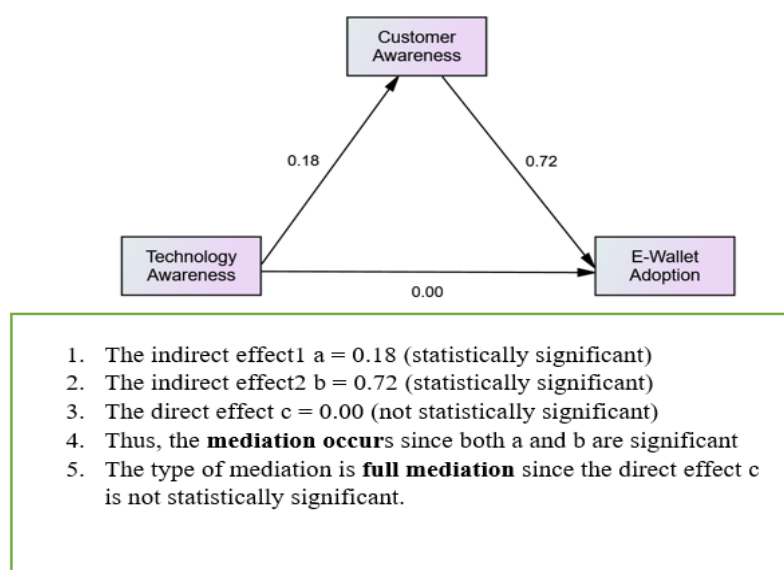 Customer
Awareness
0.18
0.72
Technology
Awareness
E-Wallet
Adoption
0.00
1. The indirect effect1 a = 0.18 (statistically significant)
2. The indirect effect2 b = 0.72 (statistically significant)
3. The direct effect c = 0.00 (not statistically significant)
4. Thus, the mediation occurs since both a and b are significant
5. The type of mediation is full mediation since the direct effect c
is not statistically significant.